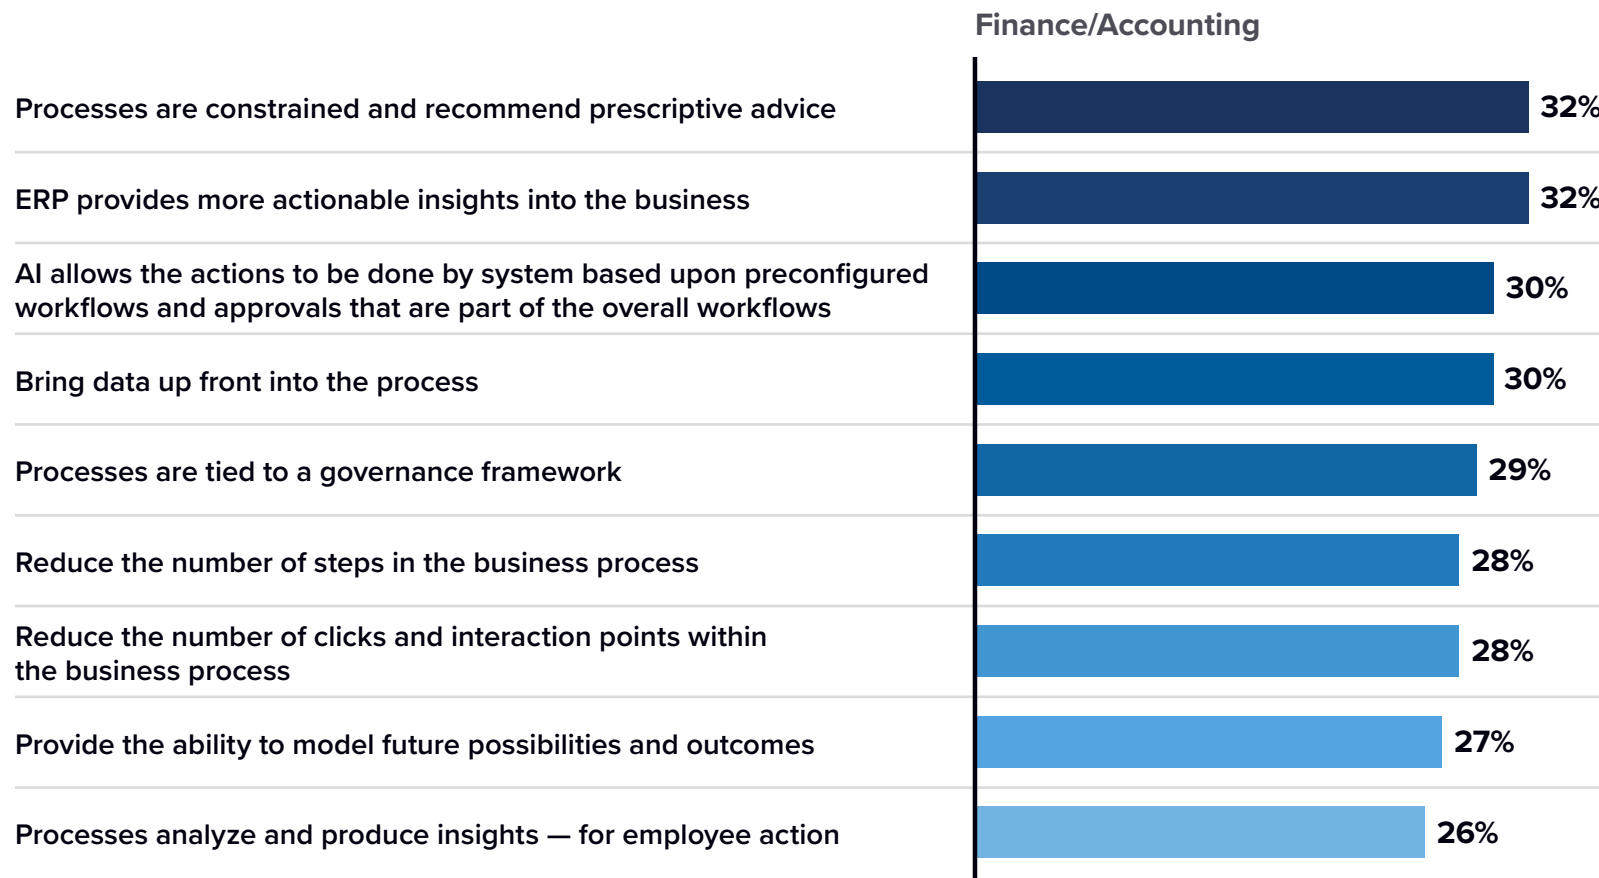 Finance/Accounting
Processes are constrained and recommend prescriptive advice
32%
ERP provides more actionable insights into the business
32%
AI allows the actions to be done by system based upon preconfigured
workflows and approvals that are part of the overall workflows
30%
Bring data up front into the process
30%
Processes are tied to a governance framework
29%
Reduce the number of steps in the business process
28%
Reduce the number of clicks and interaction points within
the business process
28%
Provide the ability to model future possibilities and outcomes
27%
Processes analyze and produce insights — for employee action
26%